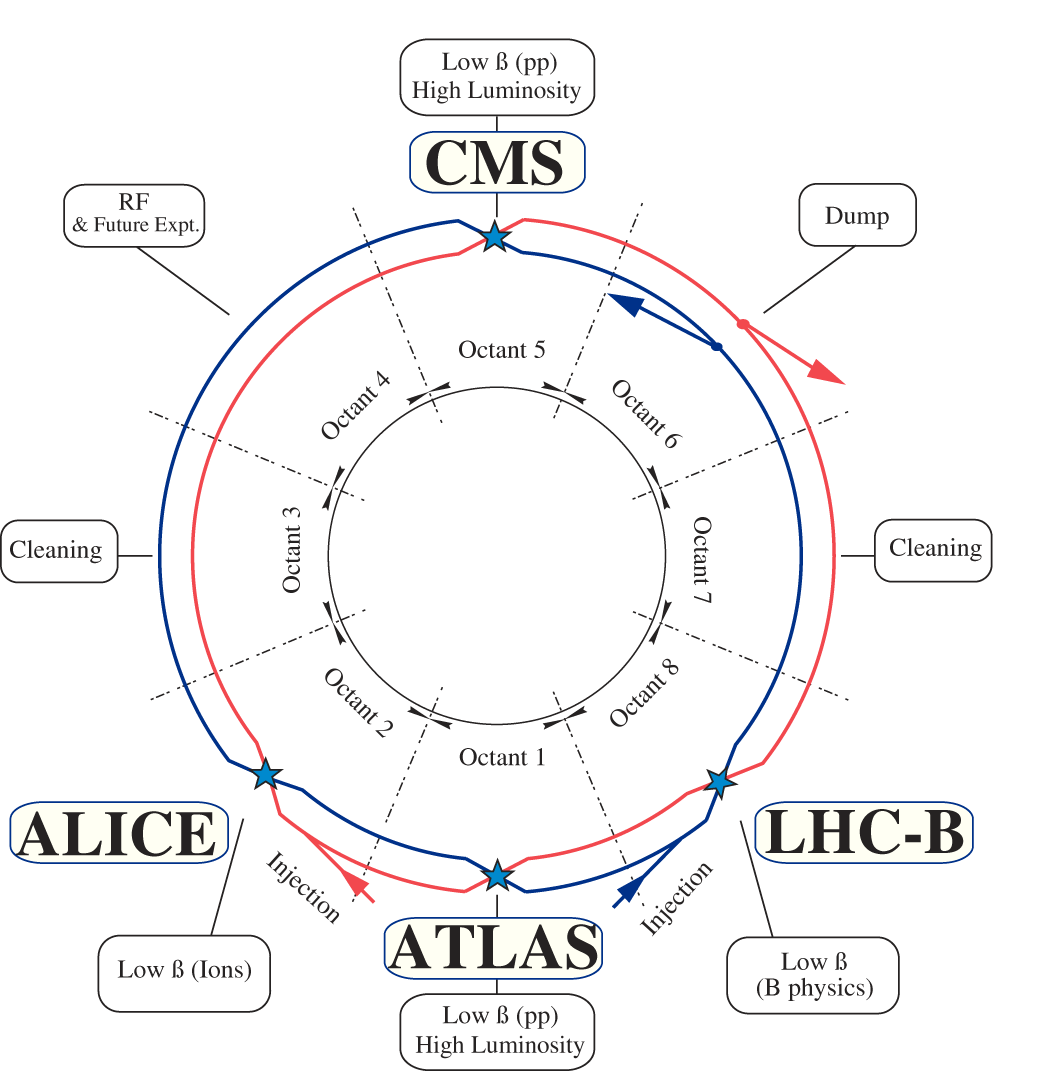 Low ß (pp)
High Luminosity
CMS
RF
& Future Expt.
Dump
Octant 5
Octant 4
Octant 6
Cleaning
Octant 3
Octant 7
Cleaning
Octant 2
Octant 8
Octant 1
ALICE
LHC-B
Injection
Injection
ATLAS
Low ß (Ions)
Low ß
(B physics)
Low ß (pp)
High Luminosity